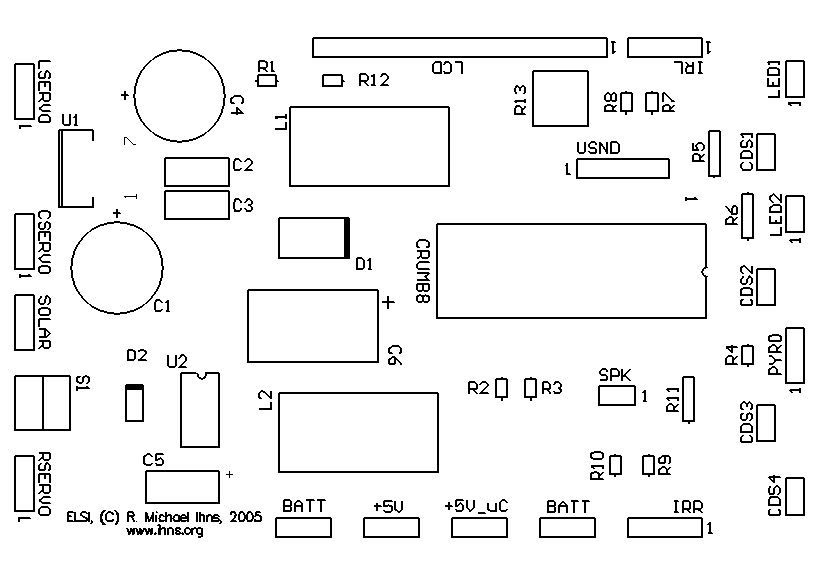 1
LCD
1
IRL
R1
R12
LSERVO
1
+
C4
U1
7
1
L1
R13
R8
R7
LED1
1
C2
C3
USND
1
R5
CDS1
+
C1
D1
CRUMB8
1
R6
LED2
1
CSERVO
1
SOLAR
CDS2
+
C6
D2
U2
R4
PYRO
1
S1
L2
R2
R3
SPK
1
R11
CDS3
C5
+
R10
R9
RSERVO
1
CDS4
BATT
+5V
+5V_uC
BATT
IRR
1
ELSI, (C) R. Michael Ihns, 2005
www.ihns.org